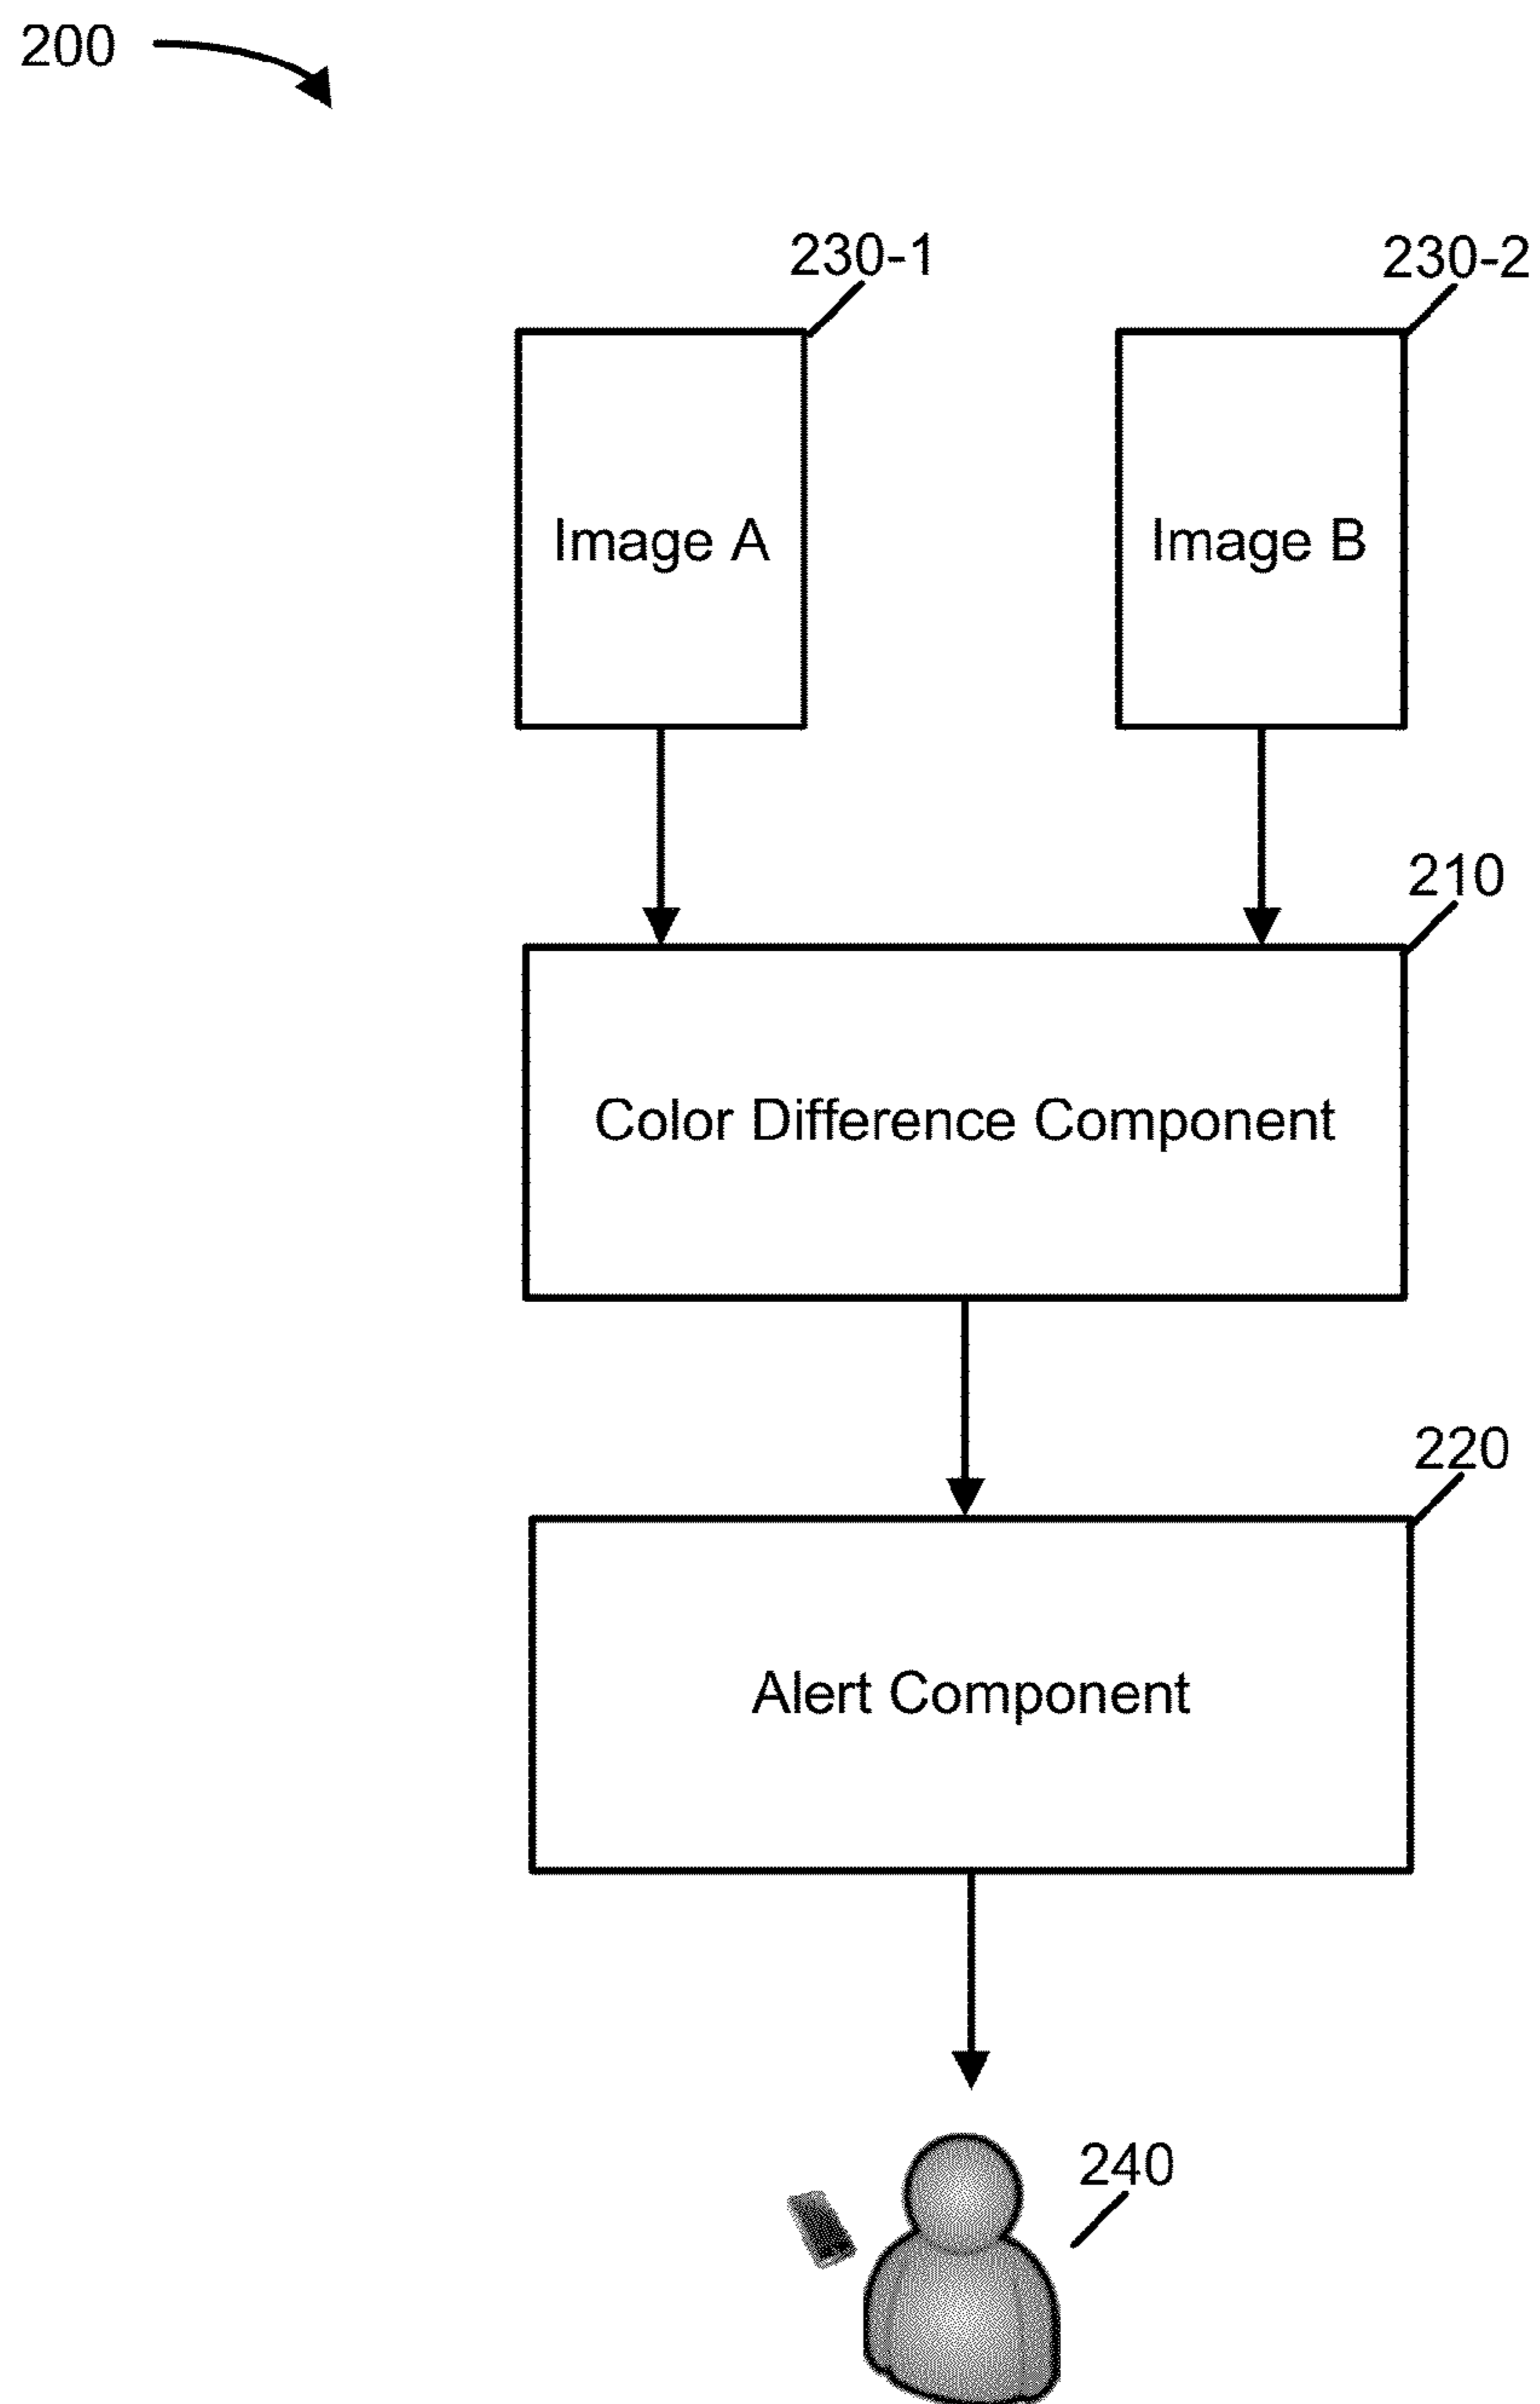 200
230-1
230-2
Image A
Image B
210
Color Difference Component
220
Alert Component
240